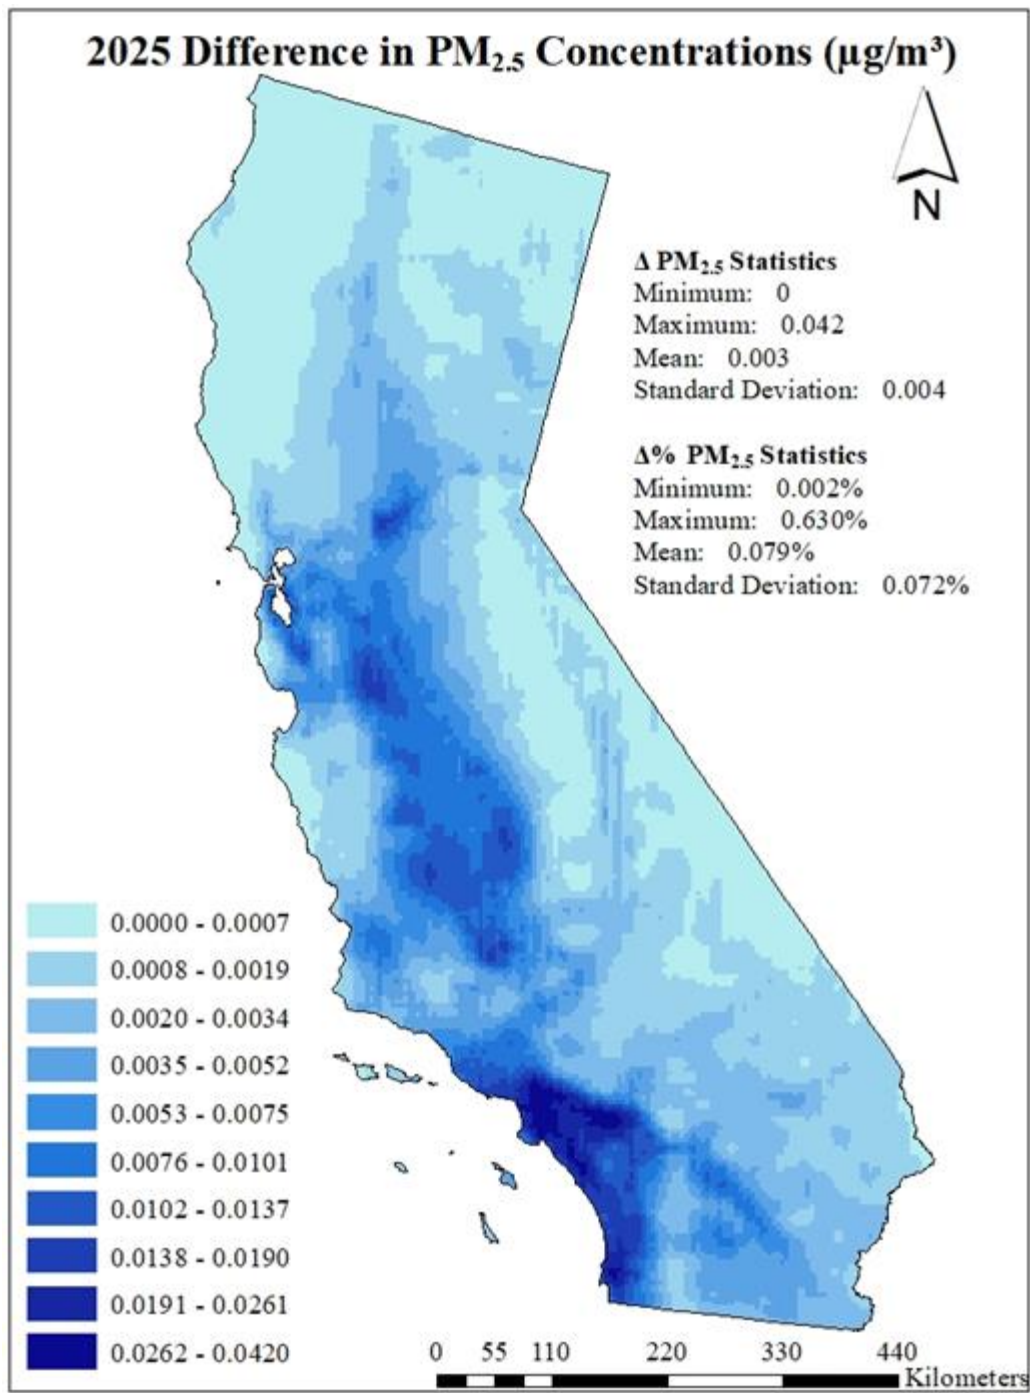 2025 Difference in PM₂.₅ Concentrations (µg/m³)
N
Δ PM₂.₅ Statistics
Minimum: 0
Maximum: 0.042
Mean: 0.003
Standard Deviation: 0.004
Δ% PM₂.₅ Statistics
Minimum: 0.002%
Maximum: 0.630%
Mean: 0.079%
Standard Deviation: 0.072%
0.0000 - 0.0007
0.0008 - 0.0019
0.0020 - 0.0034
0.0035 - 0.0052
0.0053 - 0.0075
0.0076 - 0.0101
0.0102 - 0.0137
0.0138 - 0.0190
0.0191 - 0.0261
0.0262 - 0.0420
0 55 110 220 330 440
Kilometers